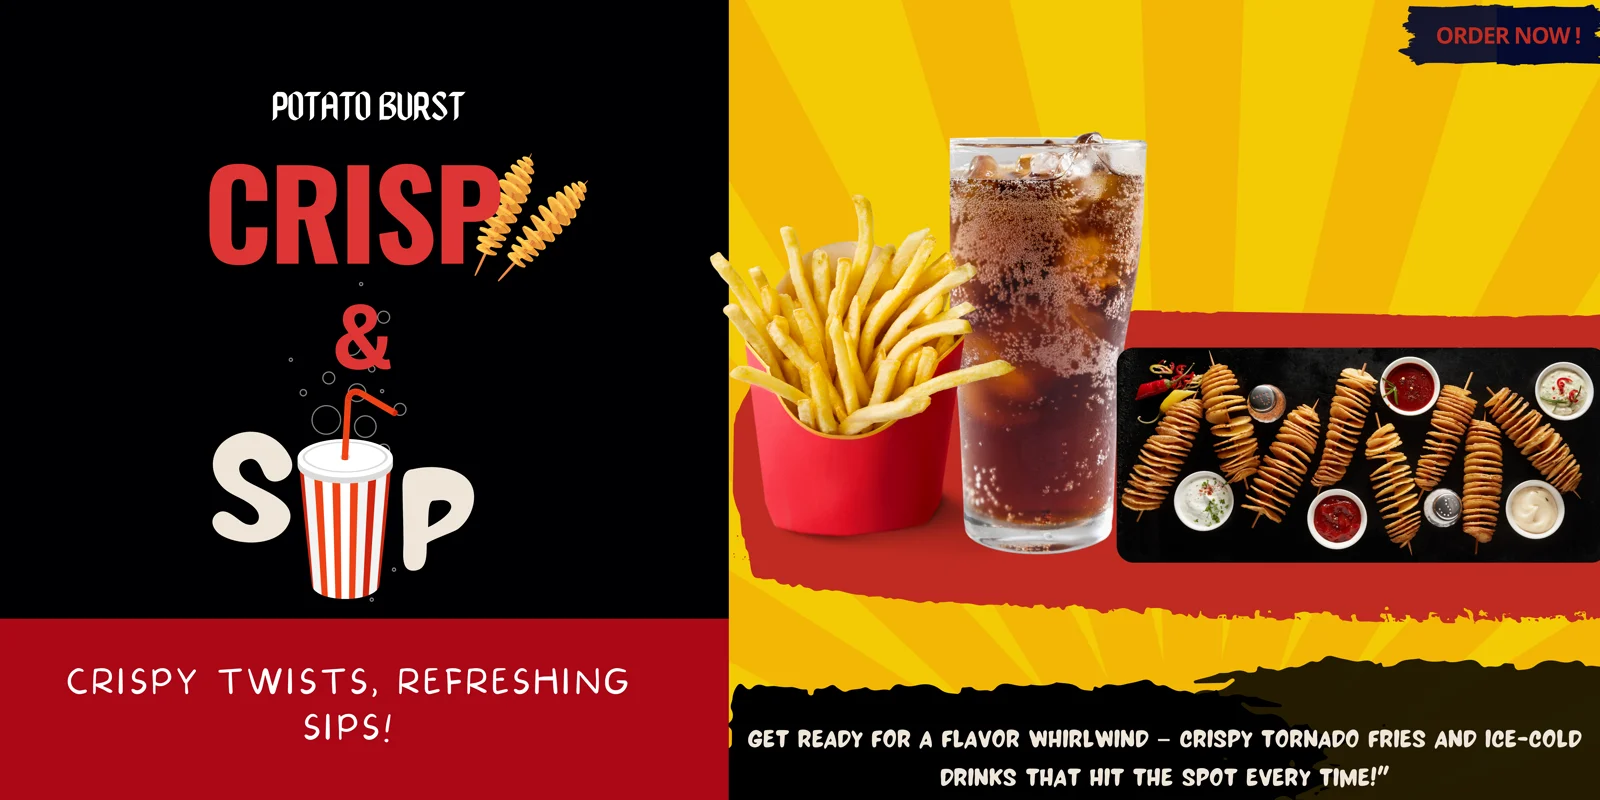 POTATO BURST
CRISP
&
S P
CRISPY TWISTS, REFRESHING
SIPS!
ORDER NOW !
GET READY FOR A FLAVOR WHIRLWIND – CRISPY TORNADO FRIES AND ICE-COLD
DRINKS THAT HIT THE SPOT EVERY TIME!”